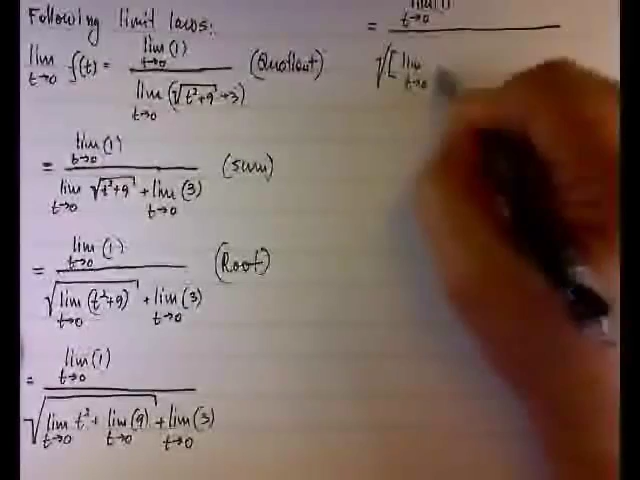 Following limit laws:
lim t→0 f(t) = lim t→0 (1) / lim t→0 (√t²+9 + 3) (Quotient)
= lim t→0 (1) / lim t→0 √t²+9 + lim t→0 (3) (sum)
= lim t→0 (1) / √lim t→0 (t²+9) + lim t→0 (3) (Root)
= lim t→0 (1) / √lim t→0 t² + lim t→0 (9) + lim t→0 (3)
= lim t→0 (1) / √[lim t→0